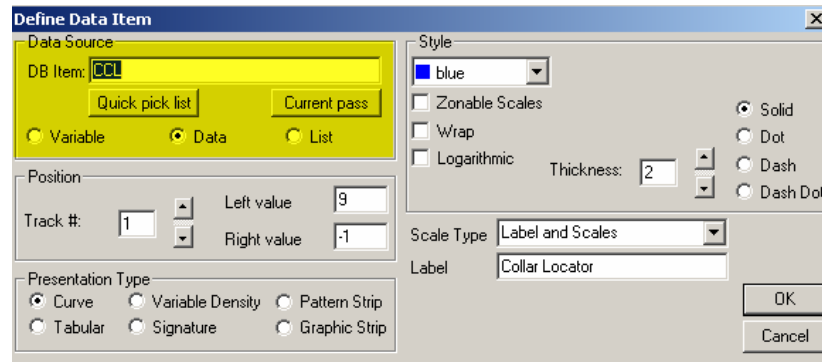 Define Data Item
Data Source
DB Item: CCL
Quick pick list Current pass
Variable Data List
Position
Track #: 1
Left value 9
Right value -1
Presentation Type
Curve Variable Density Pattern Strip
Tabular Signature Graphic Strip
Style
blue
Zonable Scales
Wrap
Logarithmic
Thickness: 2
Solid
Dot
Dash
Dash Dot
Scale Type Label and Scales
Label Collar Locator
OK
Cancel